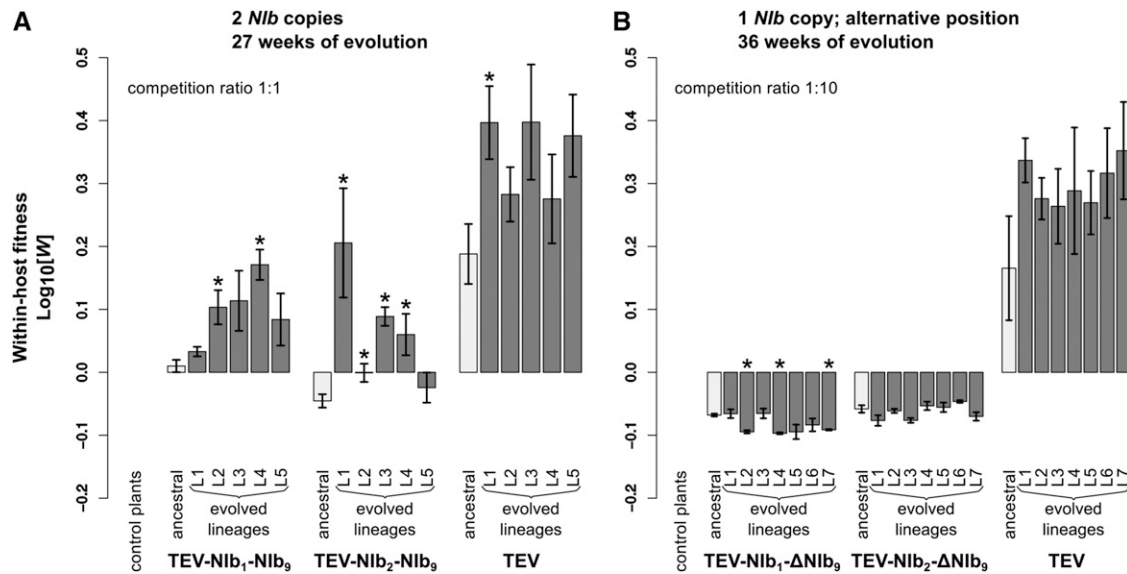 A
2 NIb copies
27 weeks of evolution
competition ratio 1:1
Within-host fitness
Log10[W]
0.5
0.4
0.3
0.2
0.1
0.0
−0.1
−0.2
* * * * * * *
control plants
ancestral
L1
L2
L3
L4
L5
evolved
lineages
TEV-NIb1-NIb9
ancestral
L1
L2
L3
L4
L5
evolved
lineages
TEV-NIb2-NIb9
ancestral
L1
L2
L3
L4
L5
evolved
lineages
TEV
B
1 NIb copy; alternative position
36 weeks of evolution
competition ratio 1:10
0.5
0.4
0.3
0.2
0.1
0.0
−0.1
−0.2
* * *
control plants
ancestral
L1
L2
L3
L4
L5
L6
L7
evolved
lineages
TEV-NIb1-ΔNIb9
ancestral
L1
L2
L3
L4
L5
L6
L7
evolved
lineages
TEV-NIb2-ΔNIb9
ancestral
L1
L2
L3
L4
L5
L6
L7
evolved
lineages
TEV